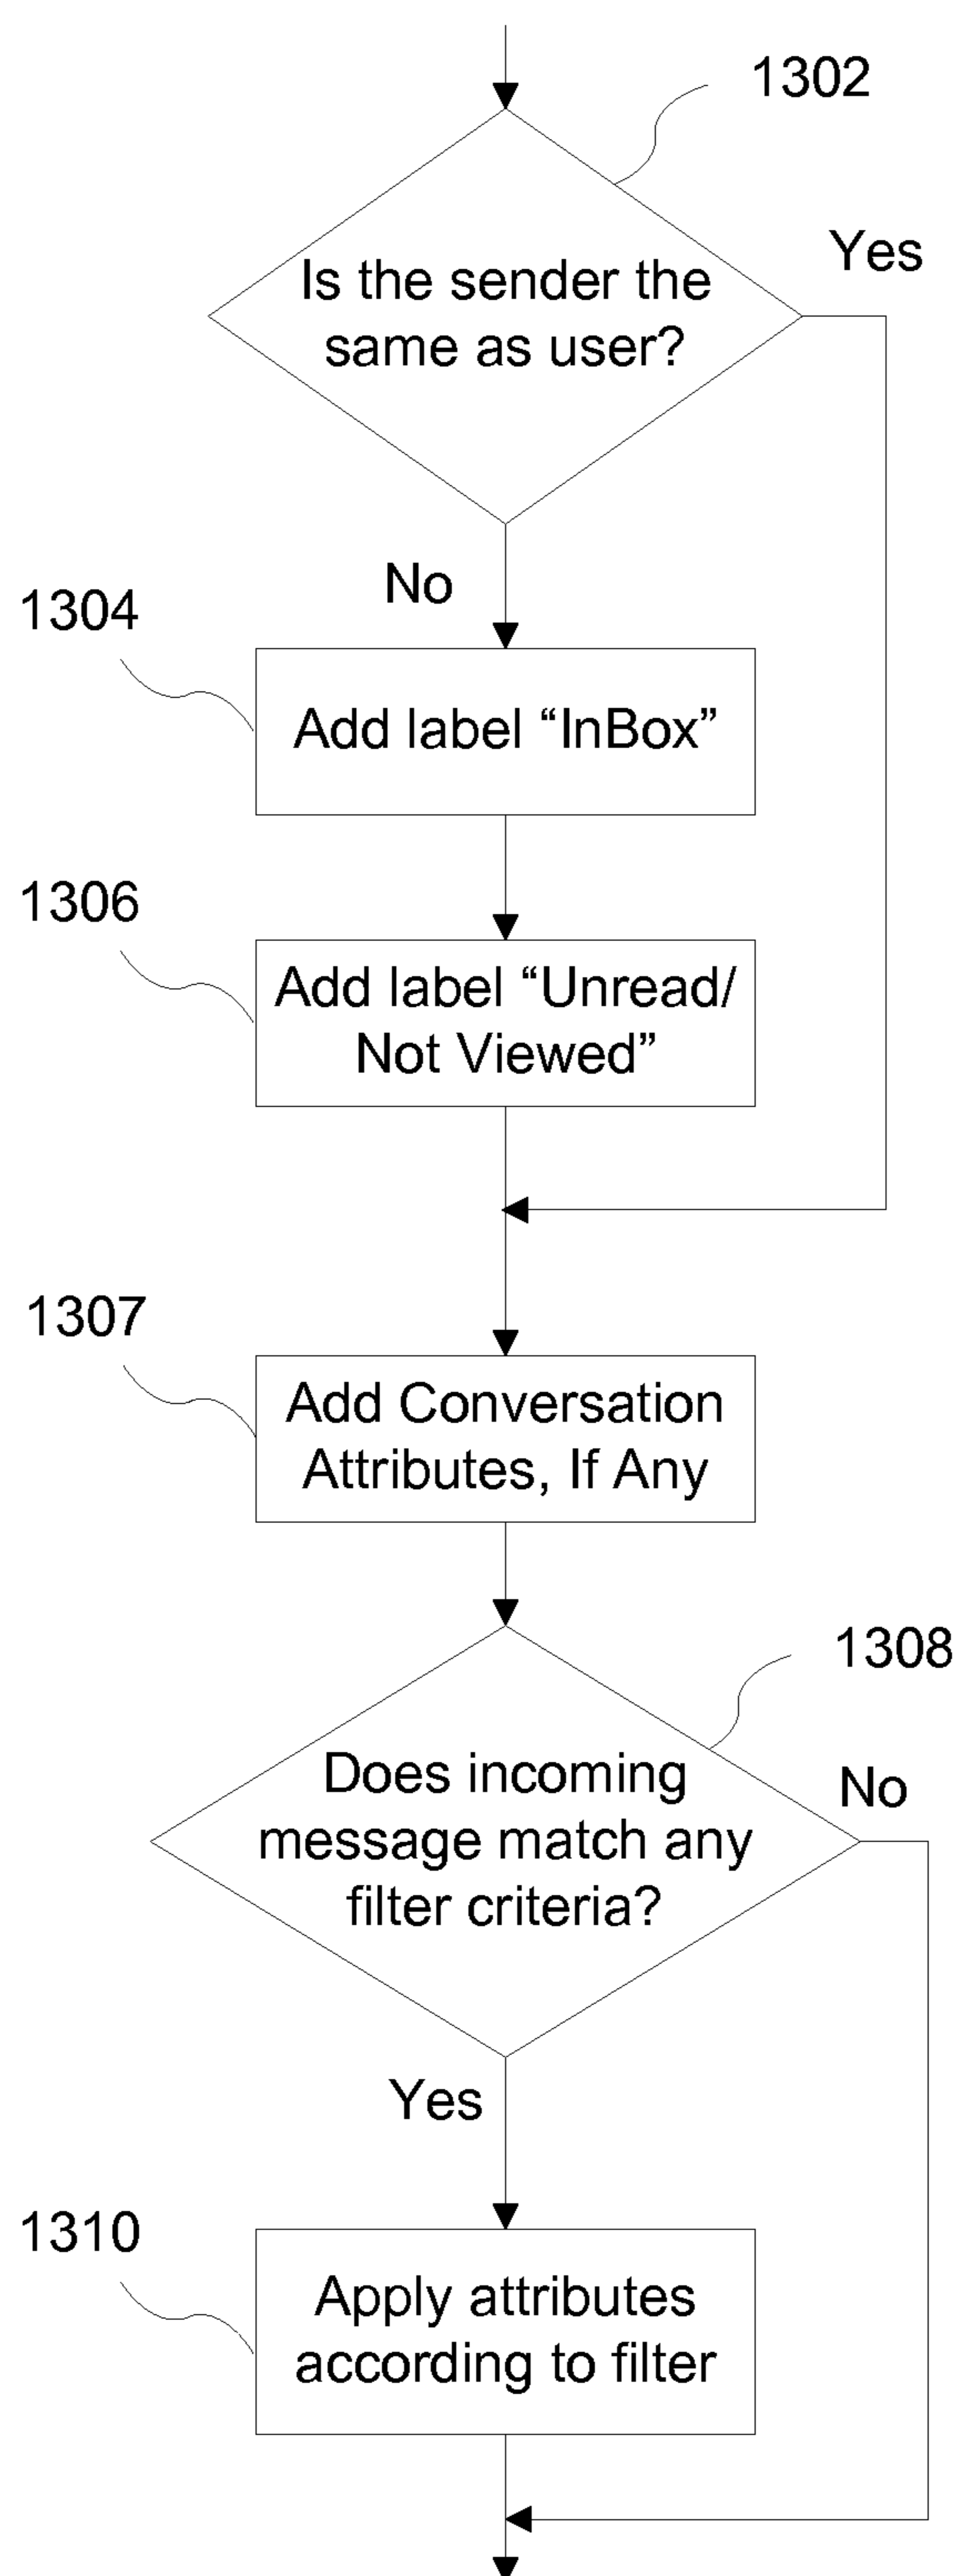 1302
Yes
Is the sender the
same as user?
No
1304
Add label “InBox”
1306
Add label “Unread/
Not Viewed”
1307
Add Conversation
Attributes, If Any
1308
No
Does incoming
message match any
filter criteria?
Yes
1310
Apply attributes
according to filter